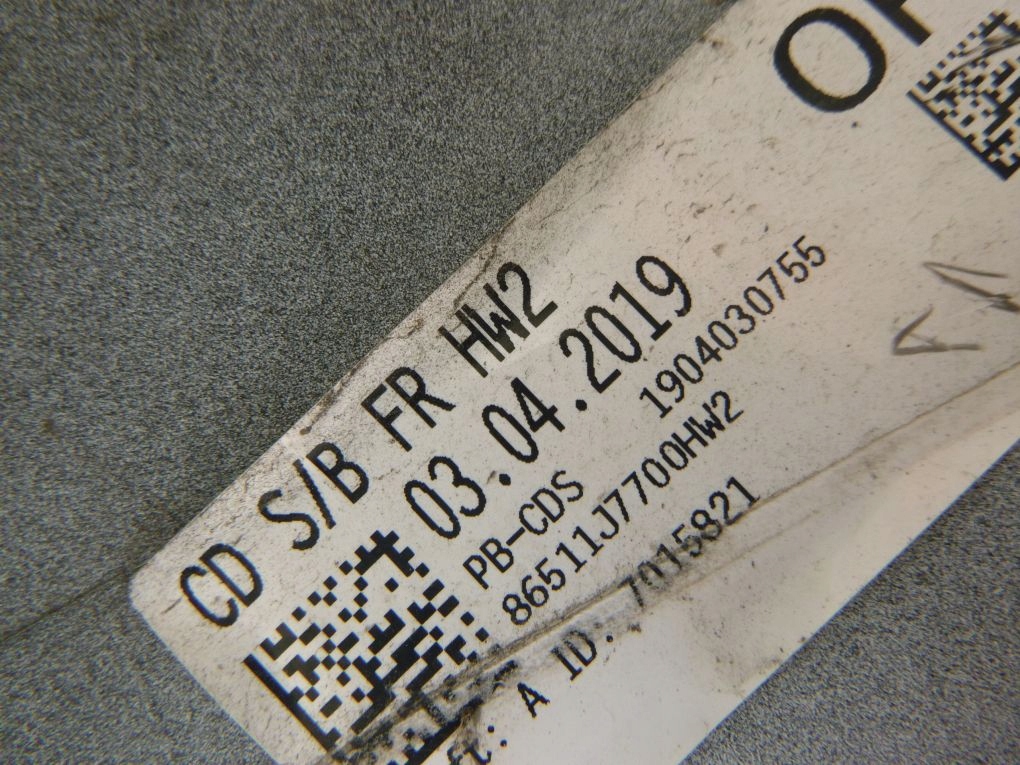 CD S/B FR HW2
03.04.2019
PB-CDS 1904030755
86511J7700HW2
A ID. 7015821